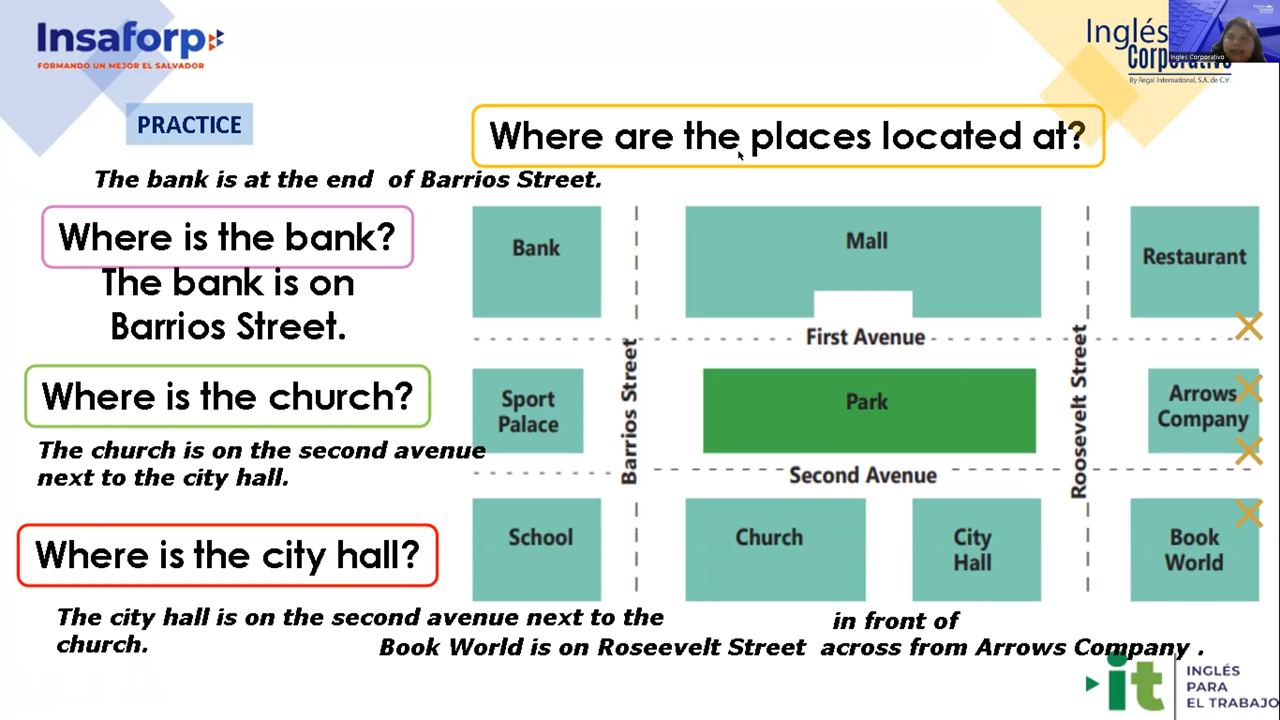 Insaforp
FORMANDO UN MEJOR EL SALVADOR
Inglés
Corporativo
By Regal International, S.A. de C.V.
Ingles Corporativo
PRACTICE
Where are the places located at?
The bank is at the end of Barrios Street.
Where is the bank?
The bank is on
Barrios Street.
Where is the church?
The church is on the second avenue
next to the city hall.
Where is the city hall?
The city hall is on the second avenue next to the
church.
in front of
Book World is on Roseevelt Street across from Arrows Company .
Bank
Mall
Restaurant
First Avenue
Barrios Street
Roosevelt Street
Sport
Palace
Park
Arrows
Company
Second Avenue
School
Church
City
Hall
Book
World
it
INGLÉS
PARA
EL TRABAJO